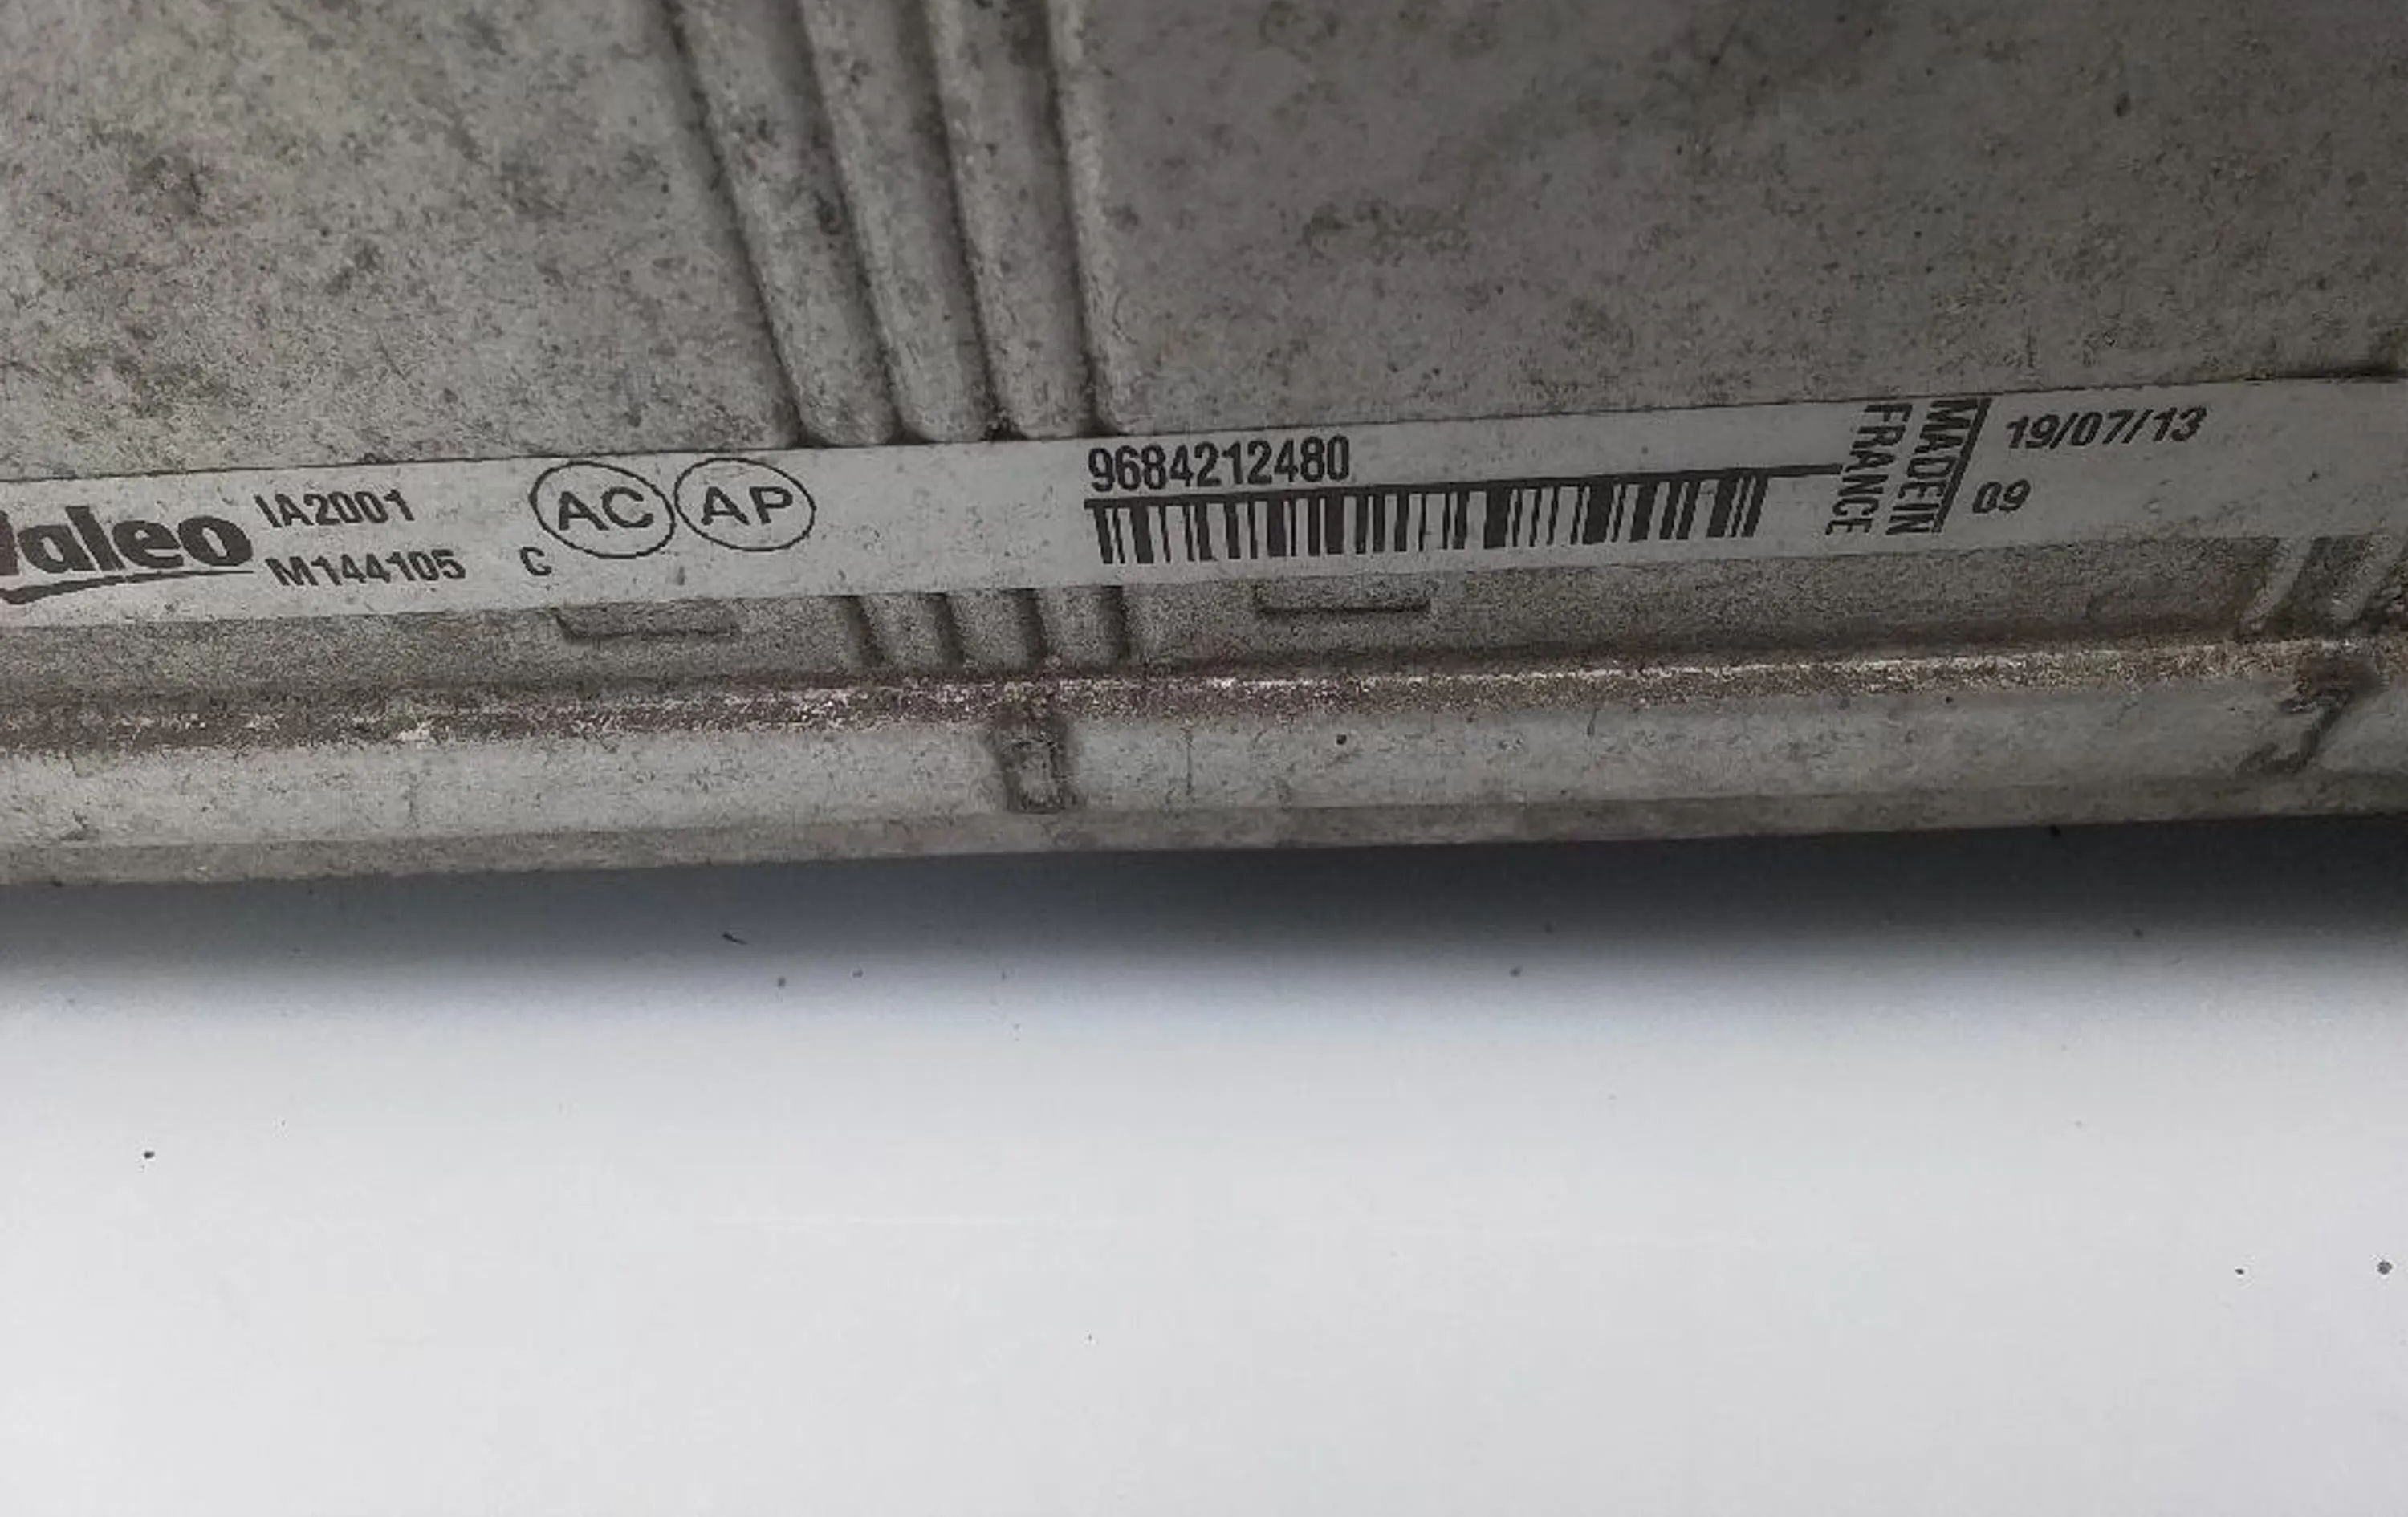 Valeo
IA2001
M144105 C
AC AP
9684212480
MADE IN
FRANCE
19/07/13
09